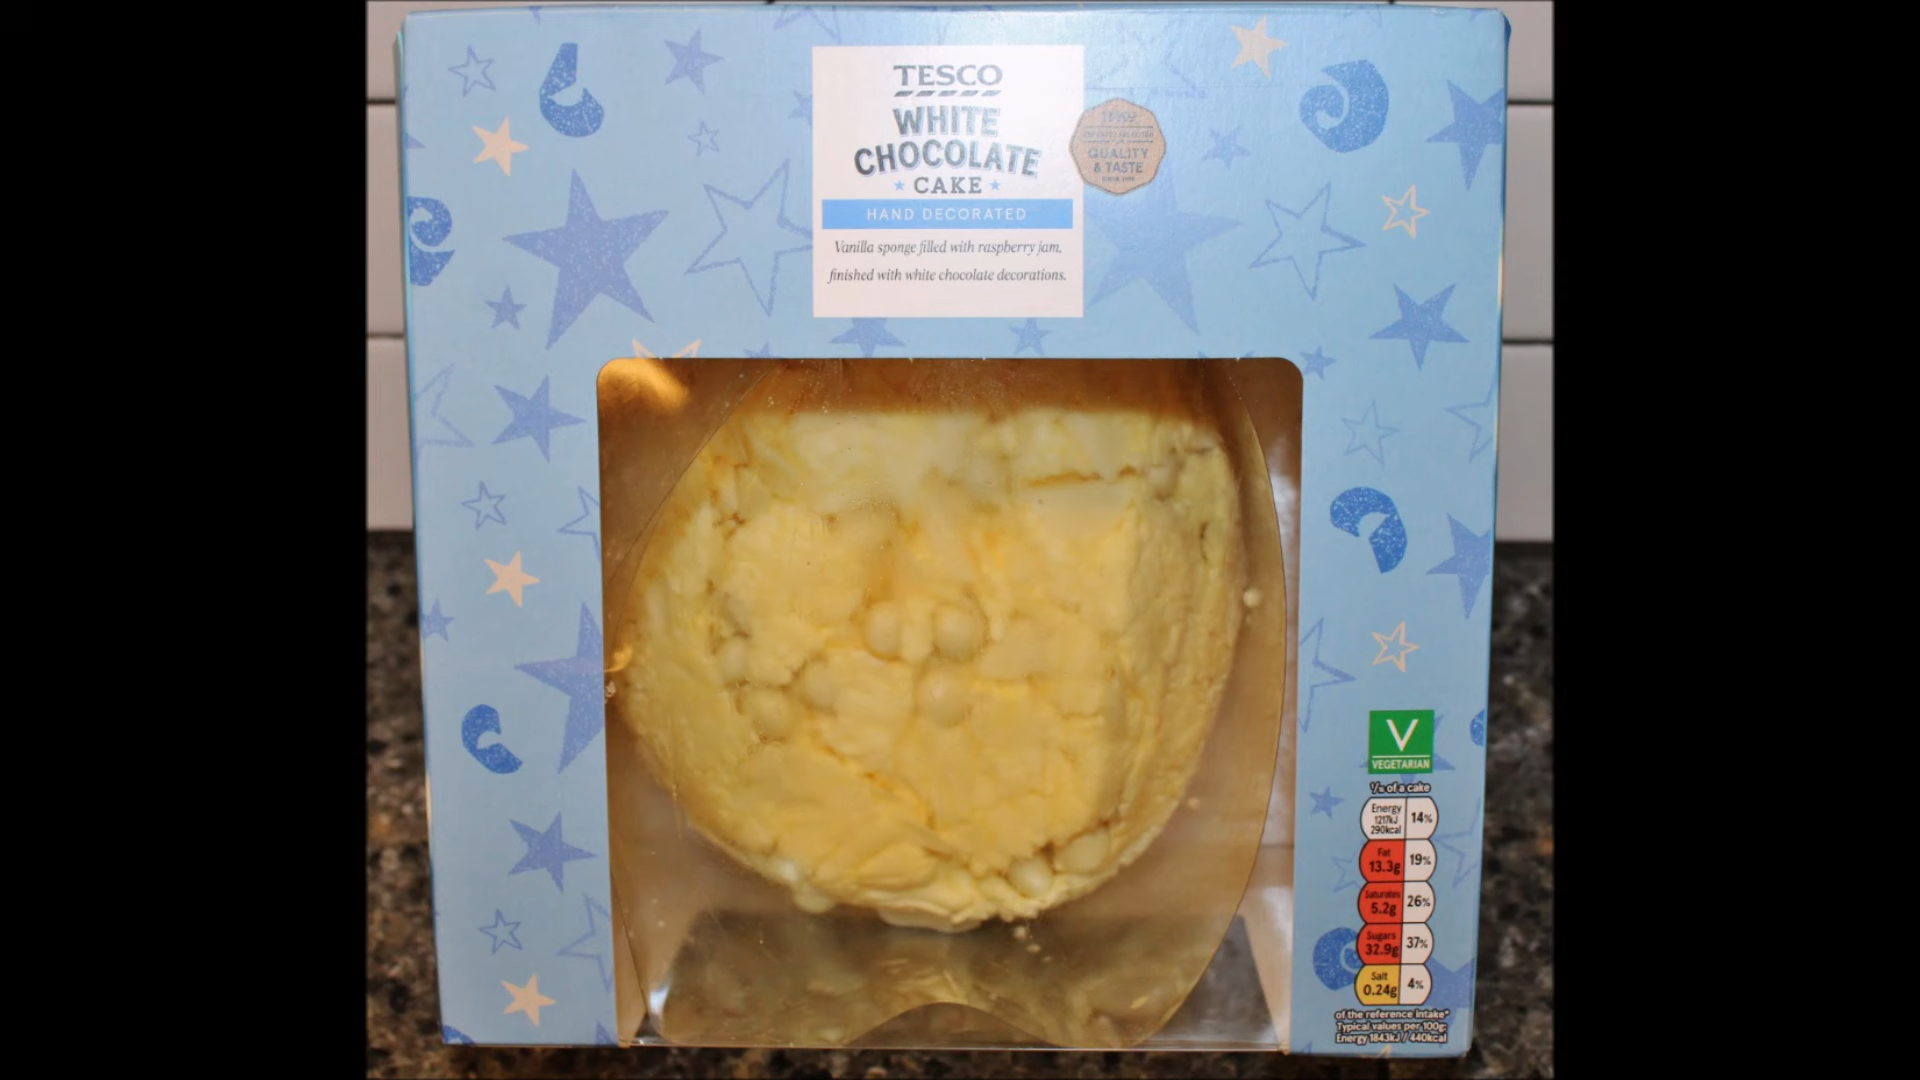 TESCO
WHITE
CHOCOLATE
CAKE
HAND DECORATED
Vanilla sponge filled with raspberry jam,
finished with white chocolate decorations.
QUALITY
& TASTE
V
VEGETARIAN
of a cake
Energy
1217kJ
290kcal
14%
Fat
13.3g
19%
Saturates
5.2g
26%
Sugars
32.9g
37%
Salt
0.24g
4%
of the reference intake*
Typical values per 100g:
Energy 1843kJ / 440kcal